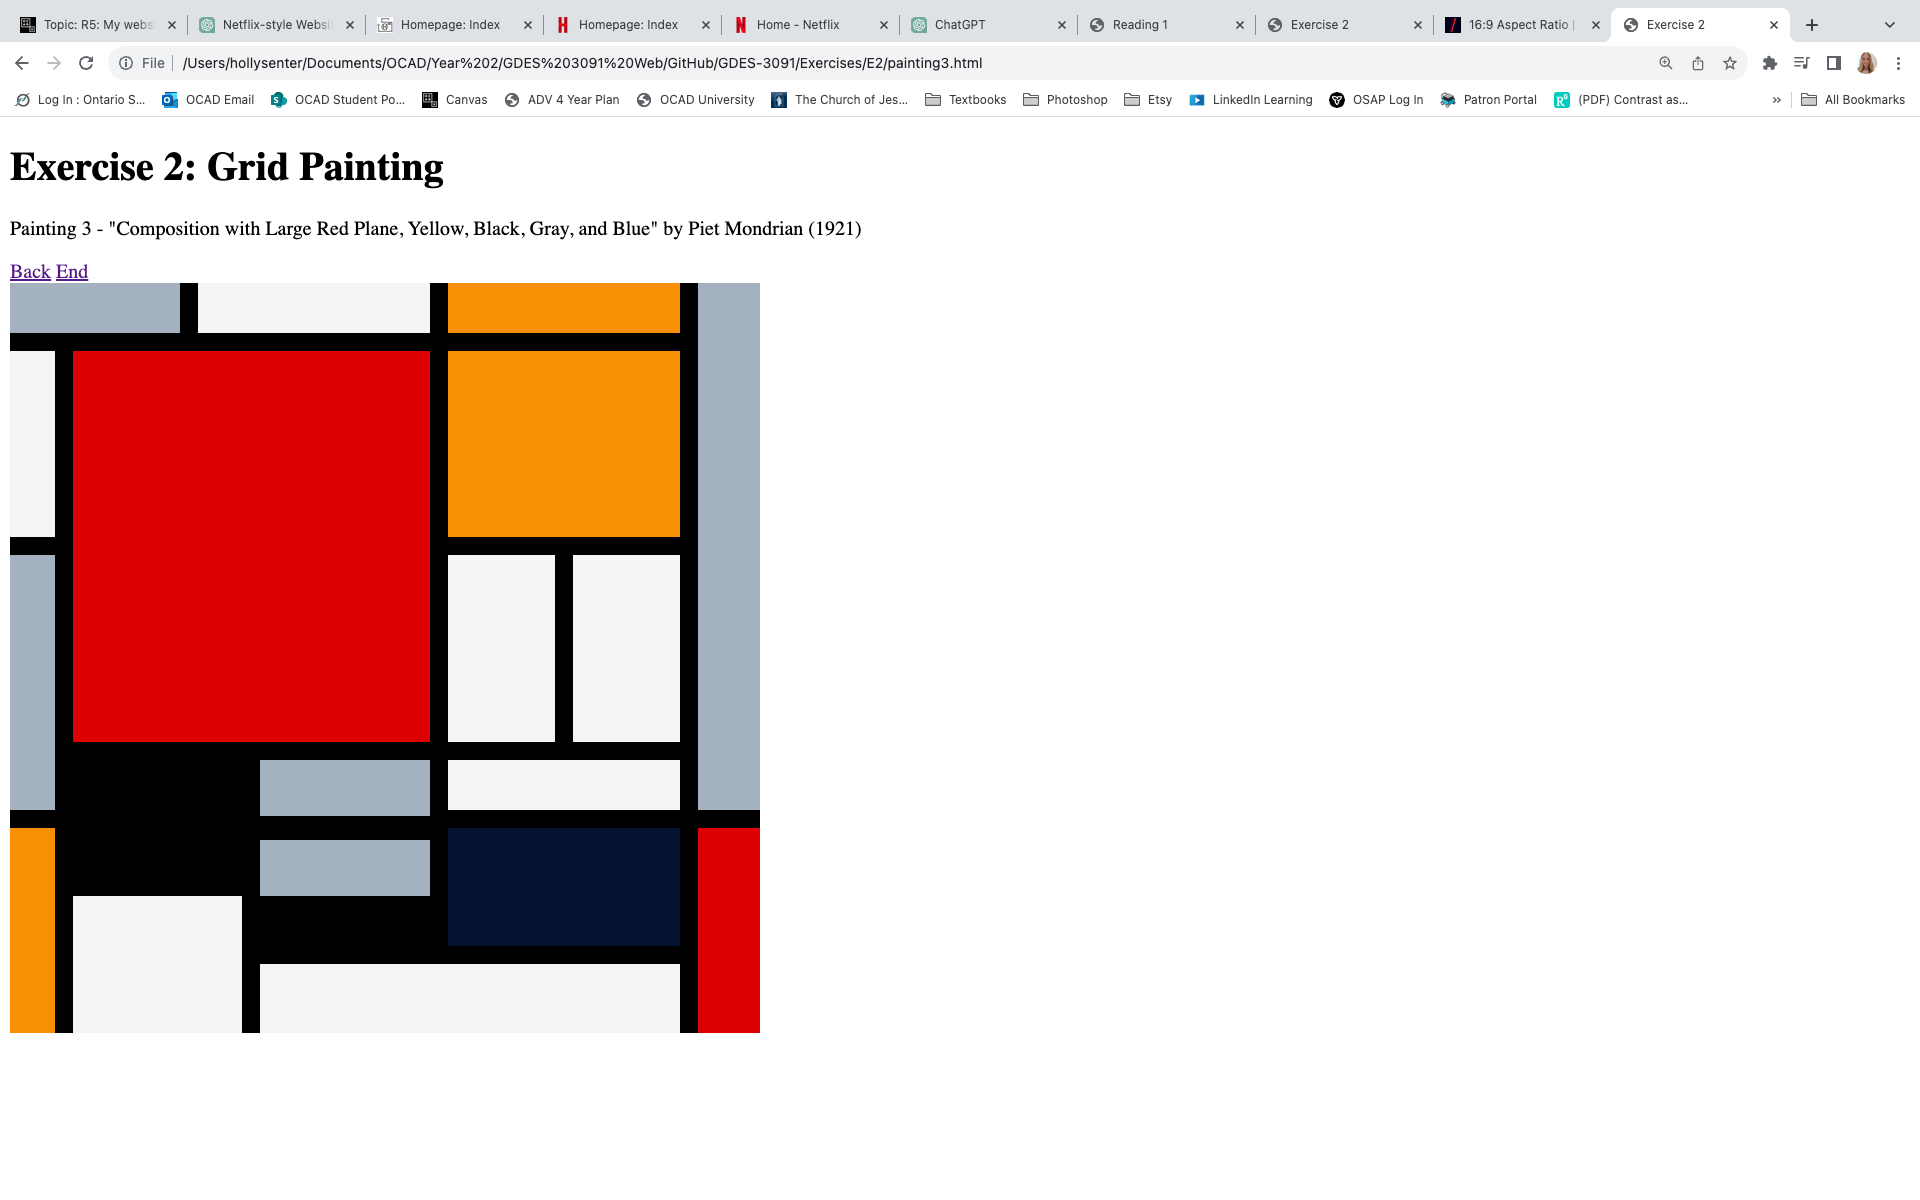 Topic: R5: My webs
Netflix-style Websi
Homepage: Index
Homepage: Index
Home - Netflix
ChatGPT
Reading 1
Exercise 2
16:9 Aspect Ratio |
Exercise 2
File
/Users/hollysenter/Documents/OCAD/Year%202/GDES%203091%20Web/GitHub/GDES-3091/Exercises/E2/painting3.html
Log In : Ontario S...
OCAD Email
OCAD Student Po...
Canvas
ADV 4 Year Plan
OCAD University
The Church of Jes...
Textbooks
Photoshop
Etsy
LinkedIn Learning
OSAP Log In
Patron Portal
(PDF) Contrast as...
»
All Bookmarks
Exercise 2: Grid Painting
Painting 3 - "Composition with Large Red Plane, Yellow, Black, Gray, and Blue" by Piet Mondrian (1921)
Back End